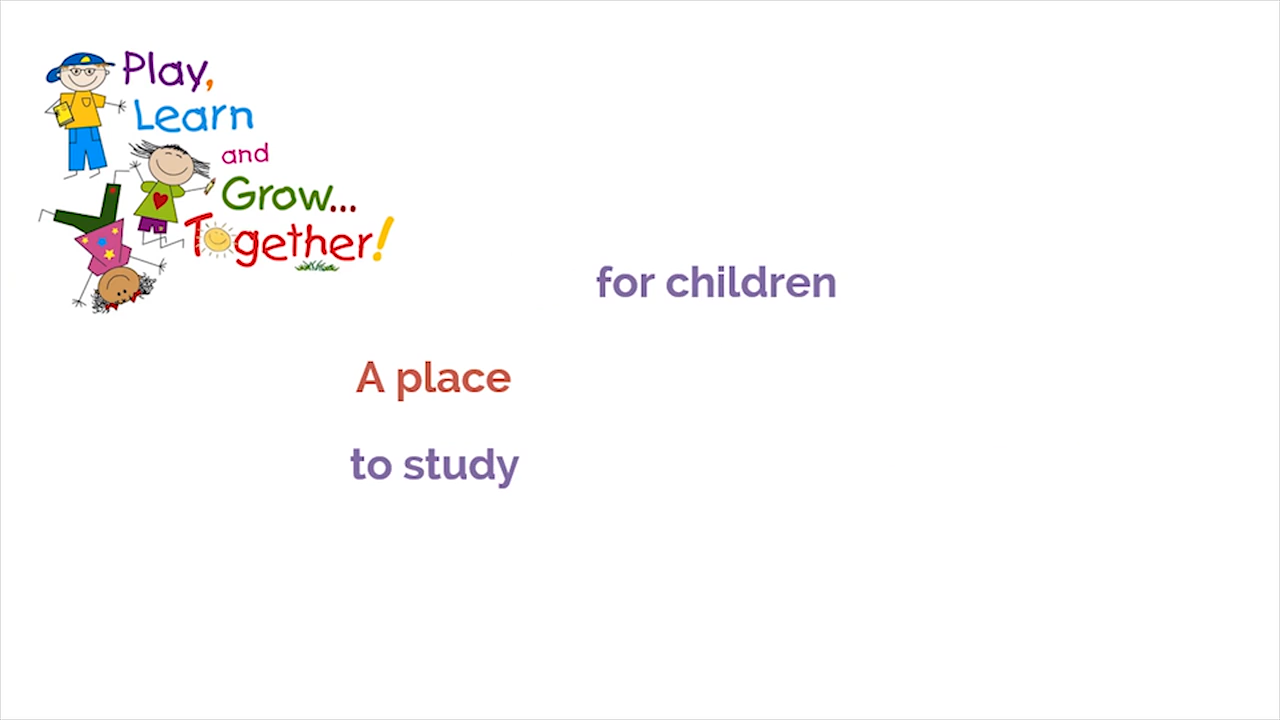 Play,
Learn
and
Grow...
Together!
for children
A place
to study